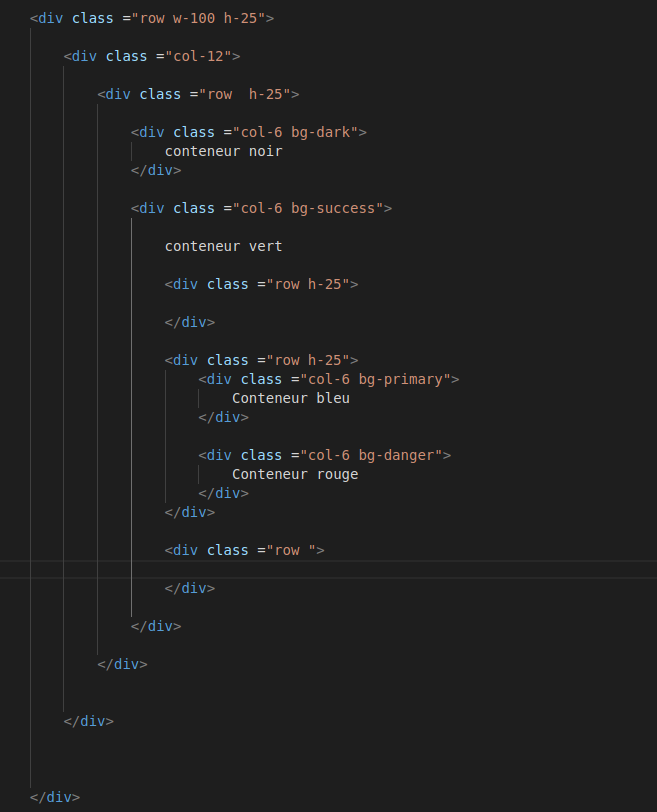 <div class ="row w-100 h-25">
<div class ="col-12">
<div class ="row  h-25">
<div class ="col-6 bg-dark">
conteneur noir
</div>
<div class ="col-6 bg-success">
conteneur vert
<div class ="row h-25">
</div>
<div class ="row h-25">
<div class ="col-6 bg-primary">
Conteneur bleu
</div>
<div class ="col-6 bg-danger">
Conteneur rouge
</div>
</div>
<div class ="row ">
</div>
</div>
</div>
</div>
</div>